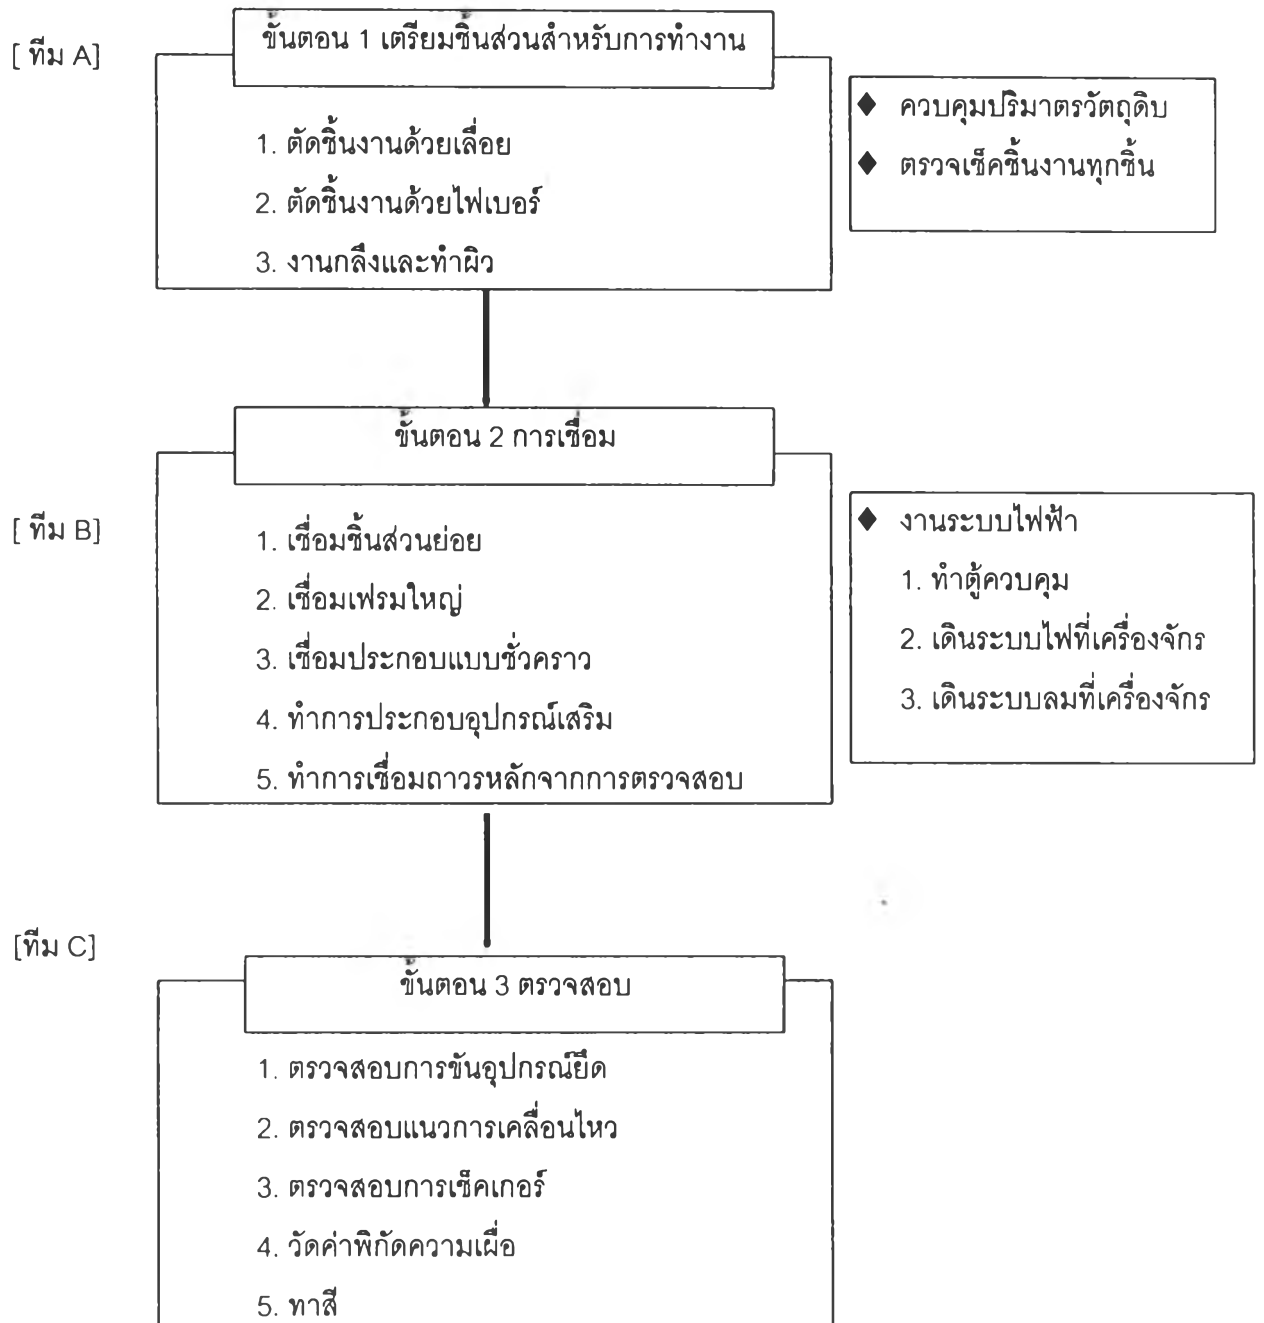 [ ทีม A]
ขั้นตอน 1 เตรียมชิ้นส่วนสำหรับการทำงาน
1. ตัดชิ้นงานด้วยเลื่อย
2. ตัดชิ้นงานด้วยไฟเบอร์
3. งานกลึงและทำผิว
♦ ควบคุมปริมาตรวัตถุดิบ
♦ ตรวจเช็คชิ้นงานทุกชิ้น
[ ทีม B]
ขั้นตอน 2 การเชื่อม
1. เชื่อมชิ้นส่วนย่อย
2. เชื่อมเฟรมใหญ่
3. เชื่อมประกอบแบบชั่วคราว
4. ทำการประกอบอุปกรณ์เสริม
5. ทำการเชื่อมถาวรหลักจากการตรวจสอบ
♦ งานระบบไฟฟ้า
1. ทำตู้ควบคุม
2. เดินระบบไฟที่เครื่องจักร
3. เดินระบบลมที่เครื่องจักร
[ทีม C]
ขั้นตอน 3 ตรวจสอบ
1. ตรวจสอบการขันอุปกรณ์ยึด
2. ตรวจสอบแนวการเคลื่อนไหว
3. ตรวจสอบการเช็คเกอร์
4. วัดค่าพิกัดความเผื่อ
5. ทาสี